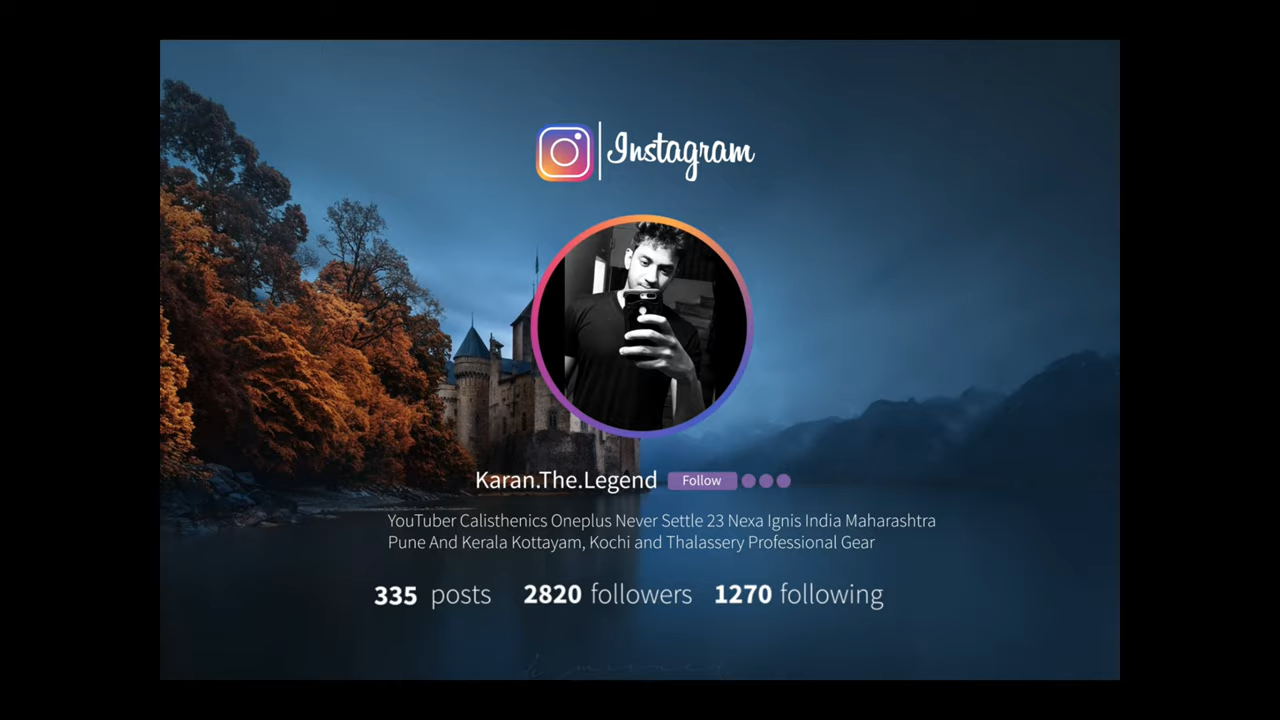 Instagram
Karan.The.Legend Follow
YouTuber Calisthenics Oneplus Never Settle 23 Nexa Ignis India Maharashtra
Pune And Kerala Kottayam, Kochi and Thalassery Professional Gear
335 posts 2820 followers 1270 following